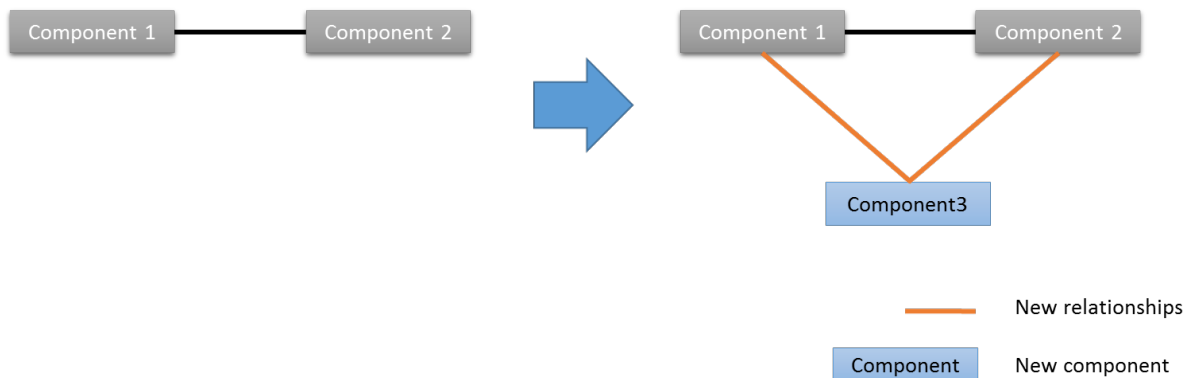 Component 1
Component 2
Component 1
Component 2
Component3
New relationships
Component
New component